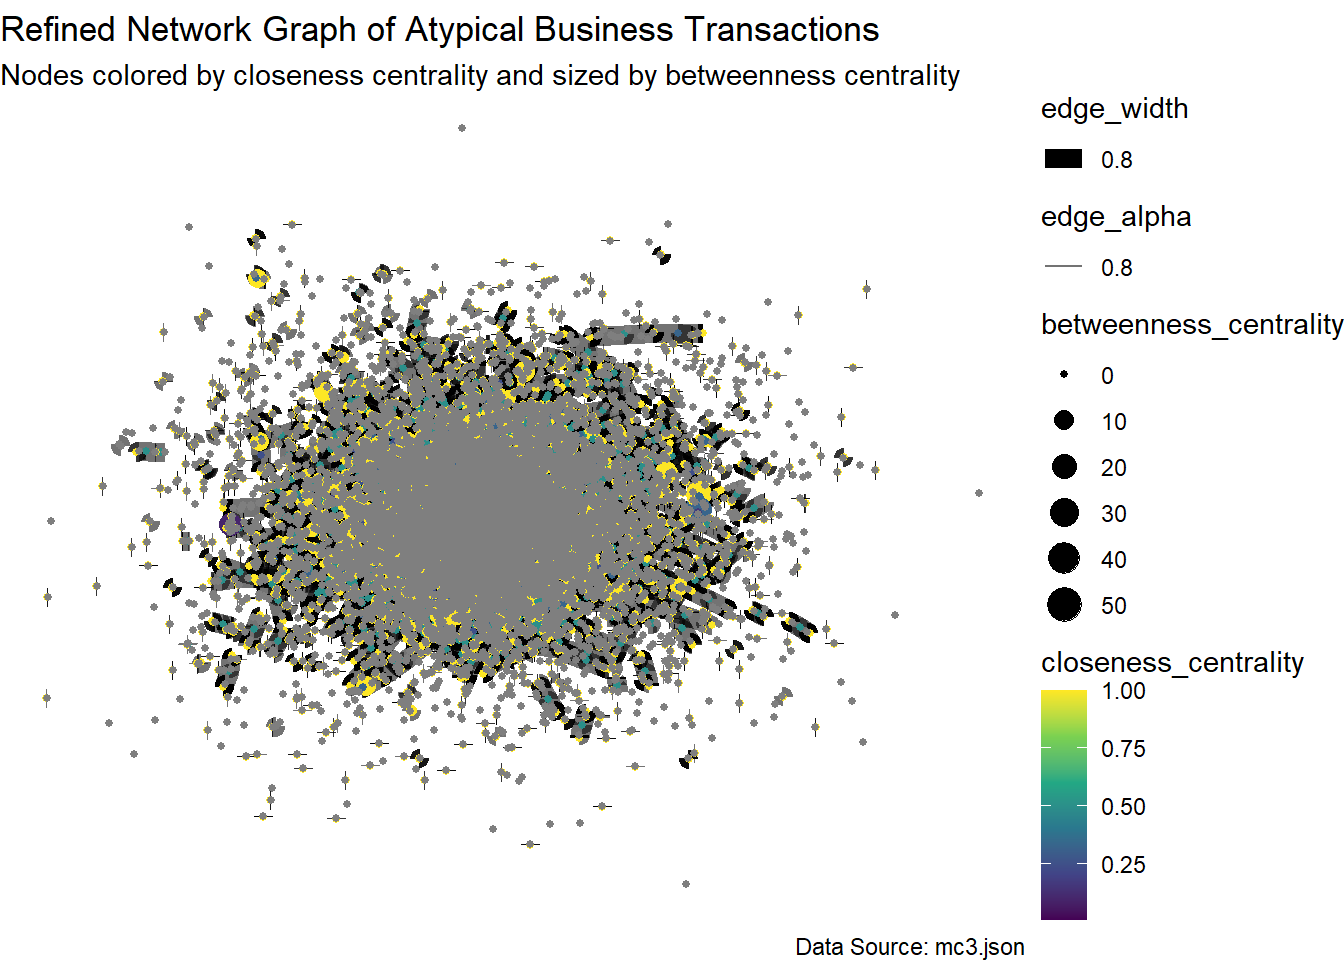 Refined Network Graph of Atypical Business Transactions
Nodes colored by closeness centrality and sized by betweenness centrality
edge_width
0.8
edge_alpha
0.8
betweenness_centrality
0
10
20
30
40
50
closeness_centrality
1.00
0.75
0.50
0.25
Data Source: mc3.json